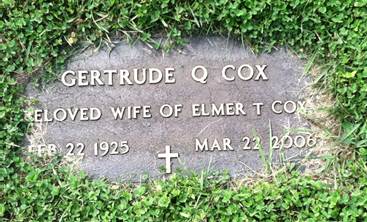 GERTRUDE Q COX
BELOVED WIFE OF ELMER T COX
FEB 22 1925 MAR 22 2006